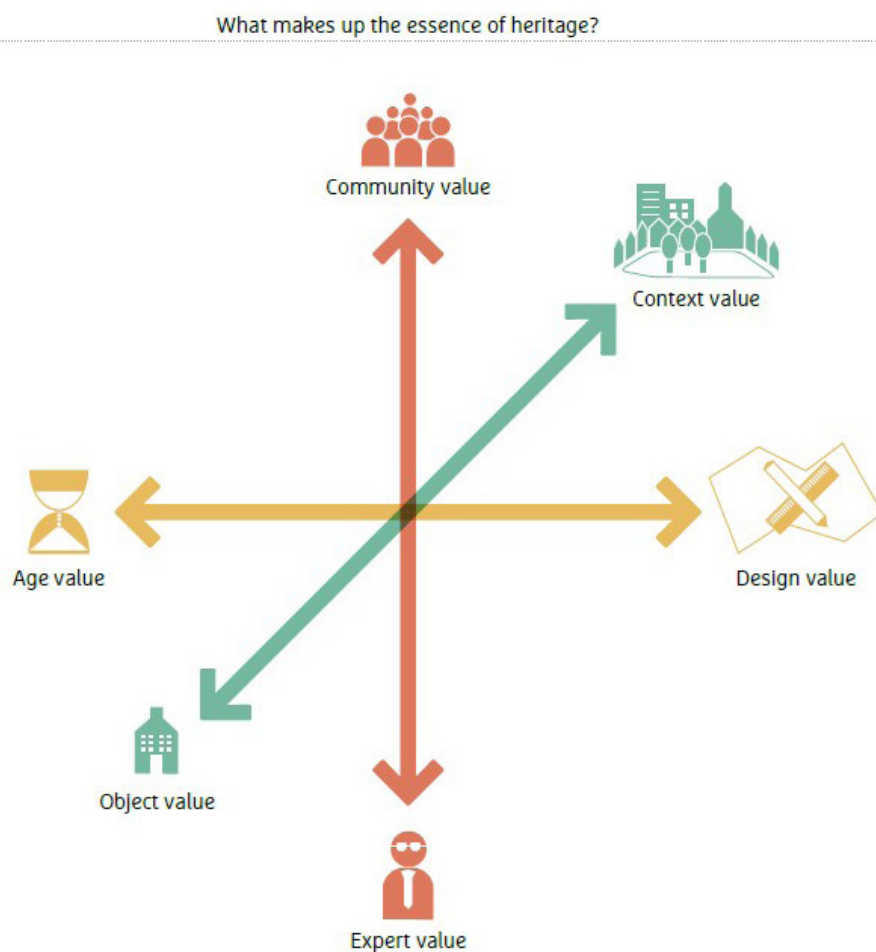 What makes up the essence of heritage?
Community value
Context value
Age value
Design value
Object value
Expert value